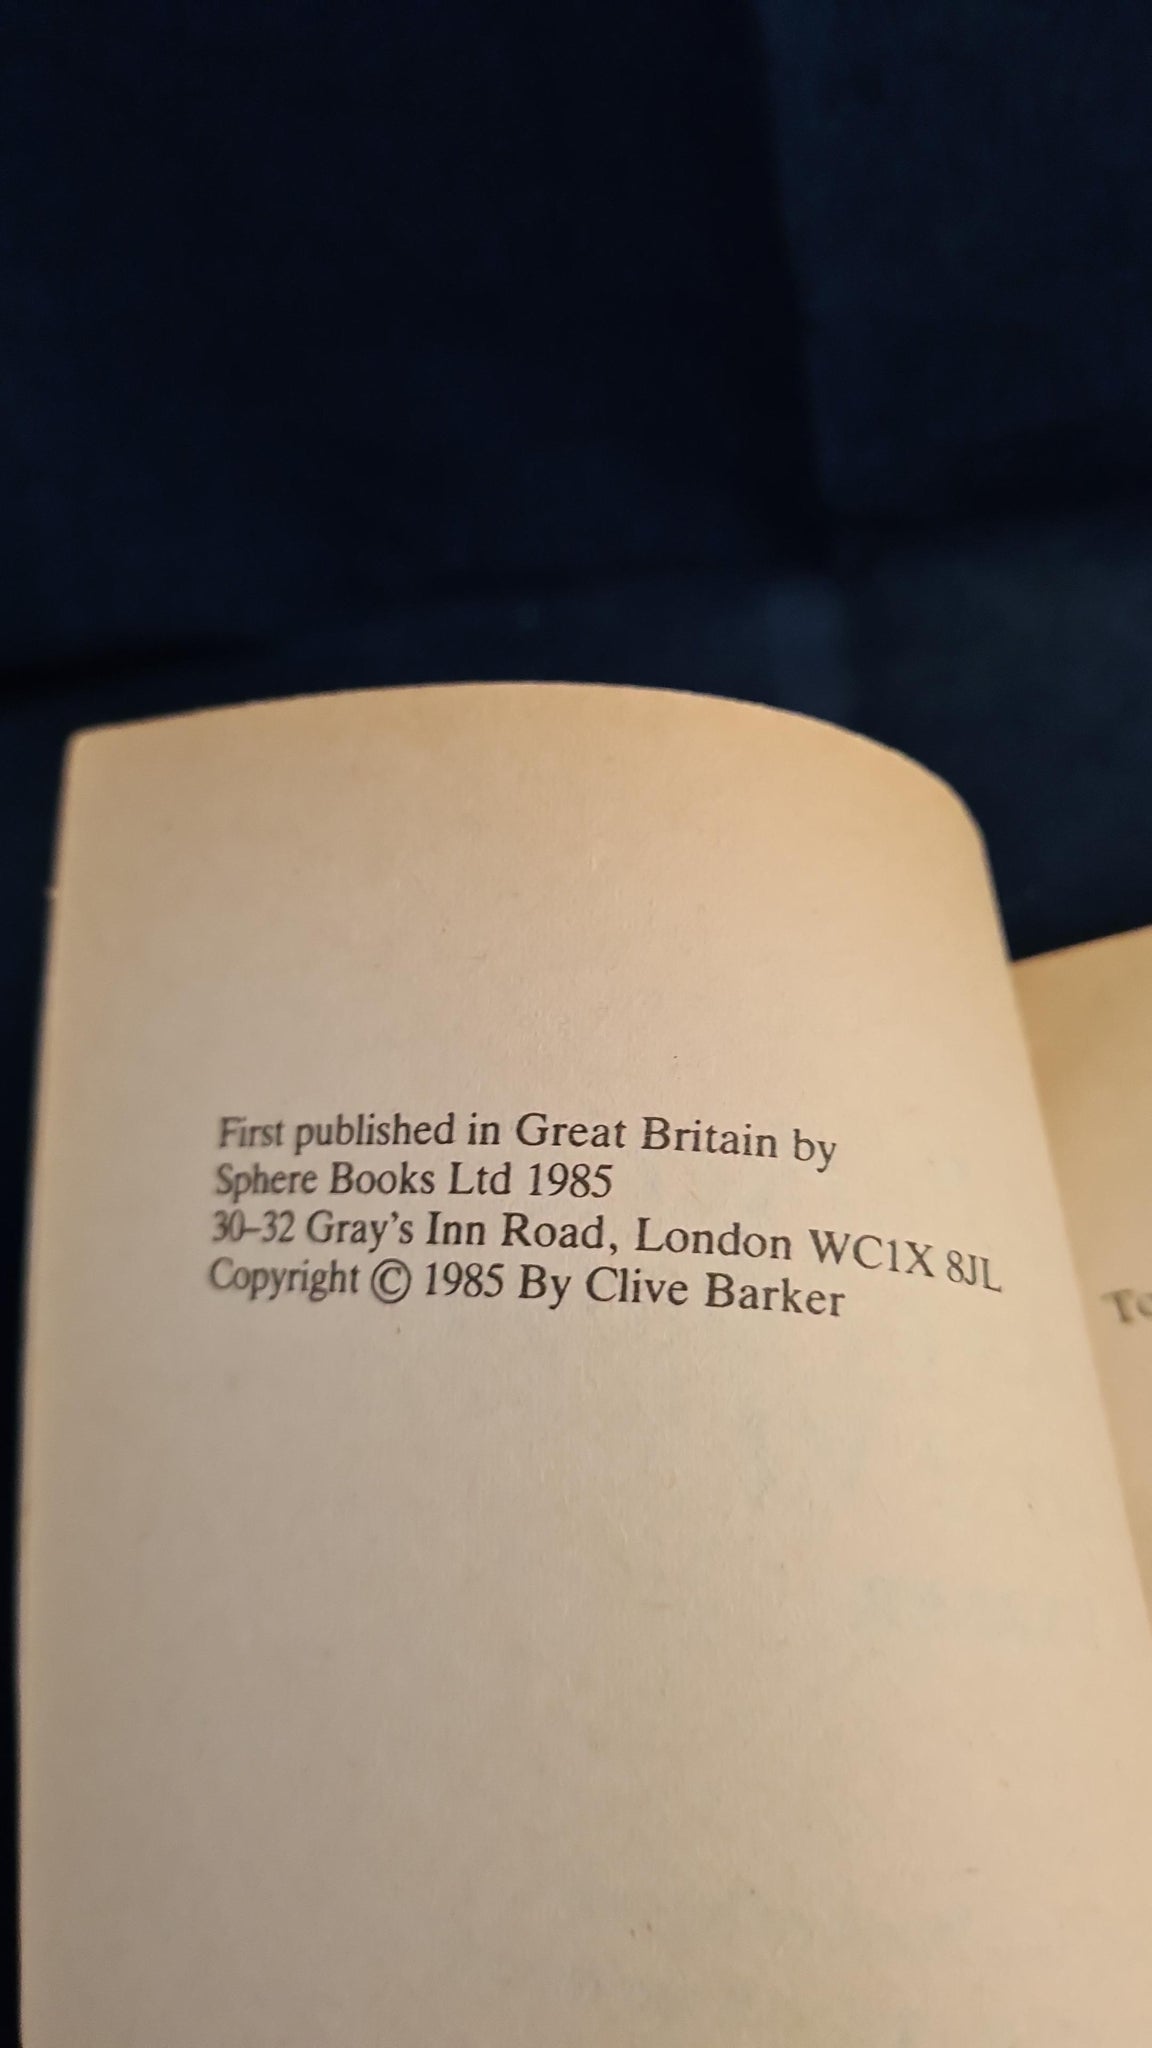 First published in Great Britain by
Sphere Books Ltd 1985
30–32 Gray's Inn Road, London WC1X 8JL
Copyright © 1985 By Clive Barker